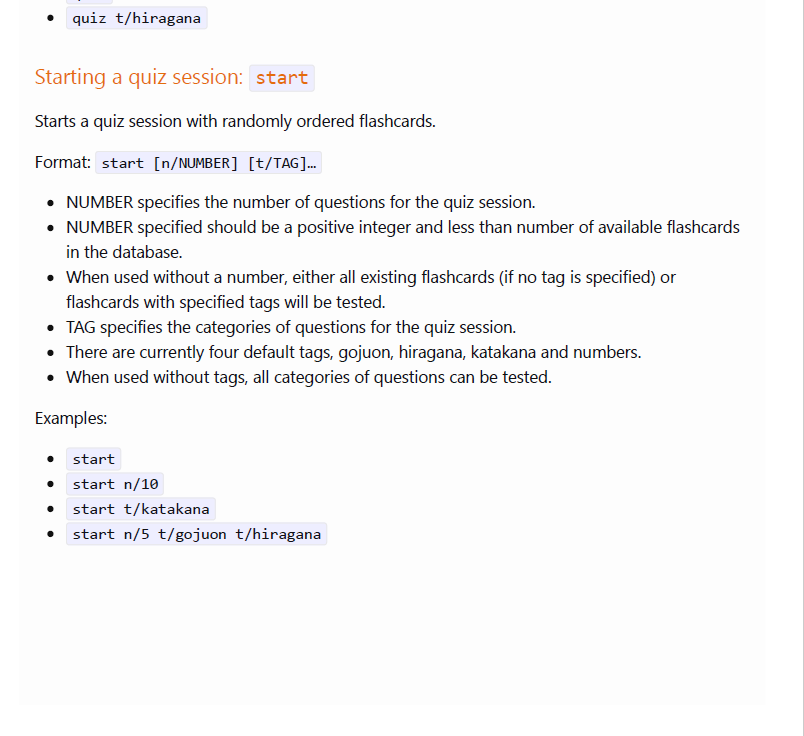 quiz t/hiragana
Starting a quiz session: start
Starts a quiz session with randomly ordered flashcards.
Format: start [n/NUMBER] [t/TAG]…
NUMBER specifies the number of questions for the quiz session.
NUMBER specified should be a positive integer and less than number of available flashcards
in the database.
When used without a number, either all existing flashcards (if no tag is specified) or
flashcards with specified tags will be tested.
TAG specifies the categories of questions for the quiz session.
There are currently four default tags, gojuon, hiragana, katakana and numbers.
When used without tags, all categories of questions can be tested.
Examples:
start
start n/10
start t/katakana
start n/5 t/gojuon t/hiragana